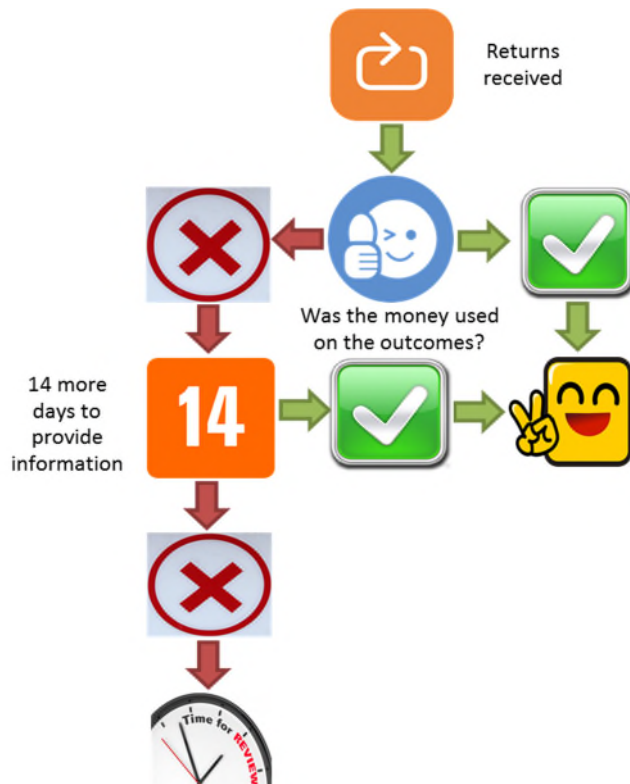 Returns
received
Was the money used
on the outcomes?
14 more
days to
provide
information
14
Time for REVIEW